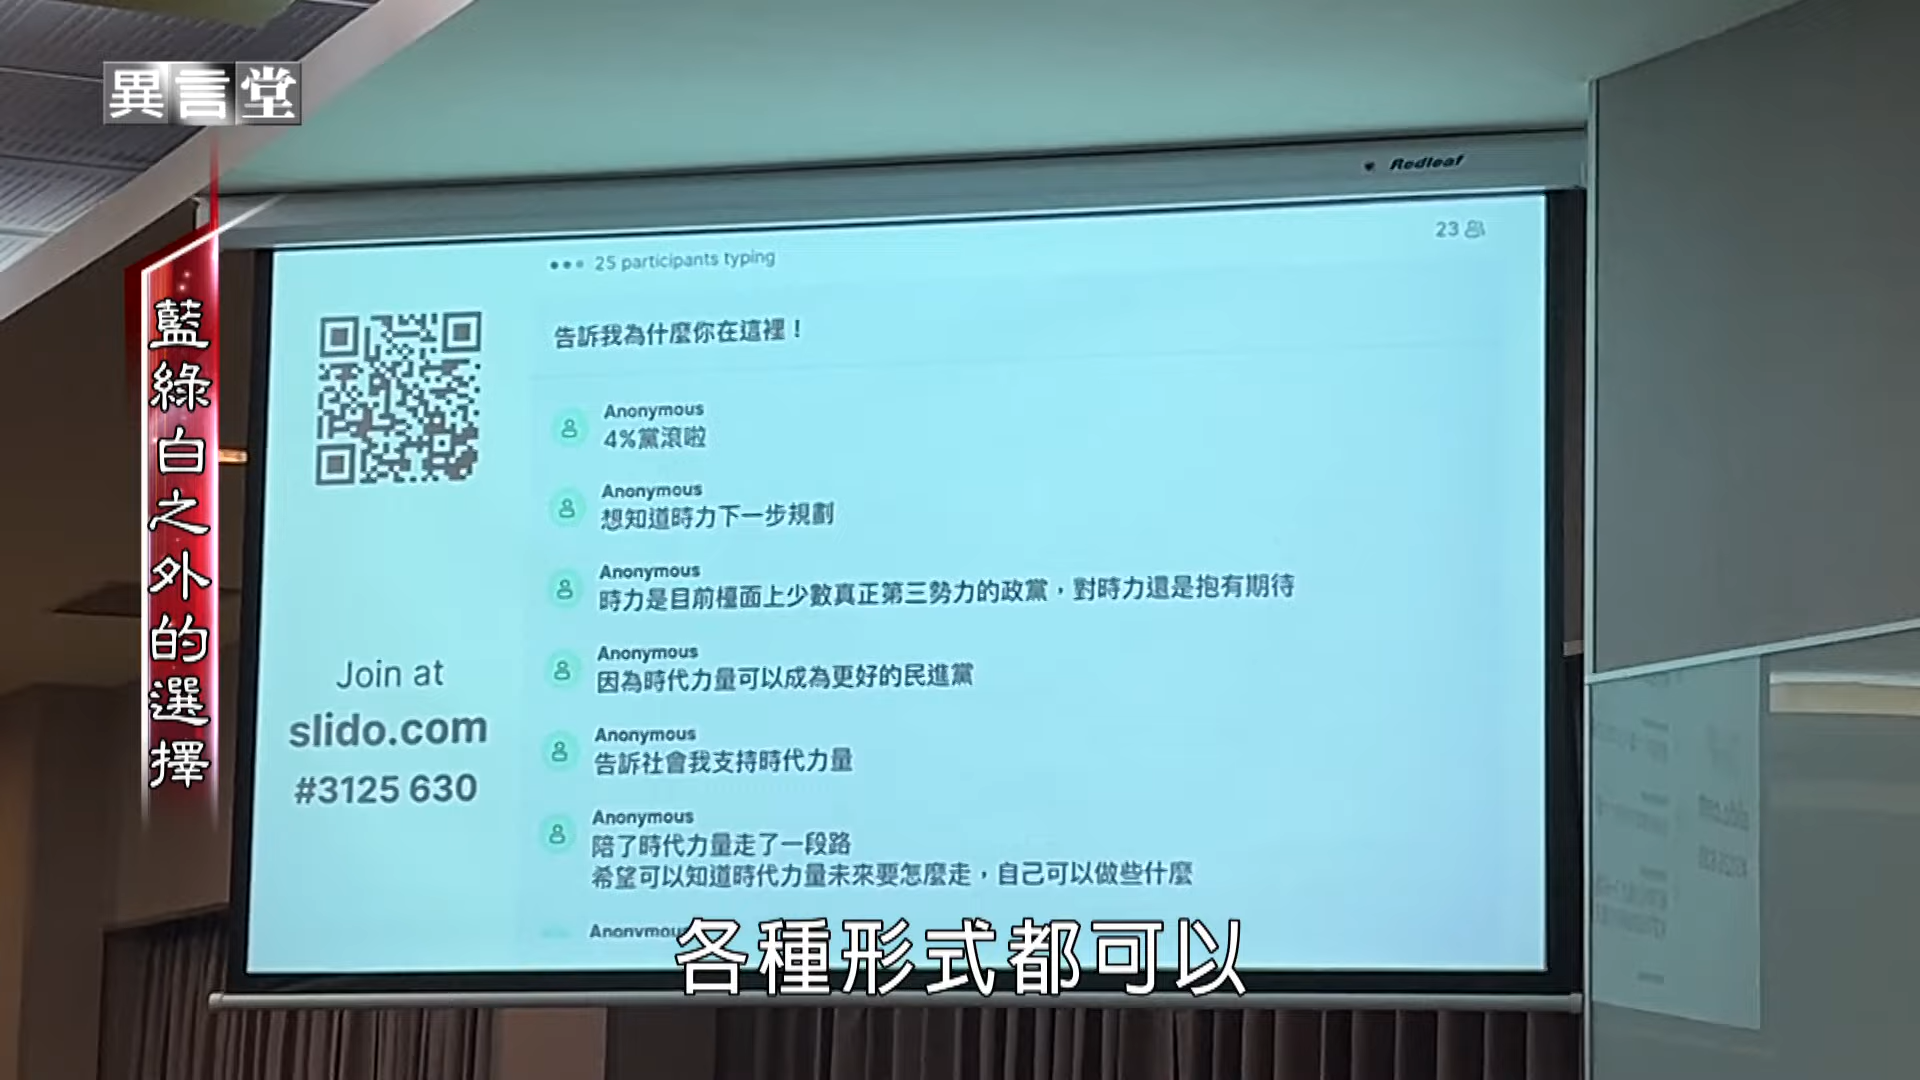 異言堂
藍綠白之外的選擇
Redleaf
23
25 participants typing
告訴我為什麼你在這裡！
Anonymous
4%黨滾啦
Anonymous
想知道時力下一步規劃
Anonymous
時力是目前檯面上少數真正第三勢力的政黨，對時力還是抱有期待
Anonymous
因為時代力量可以成為更好的民進黨
Anonymous
告訴社會我支持時代力量
Anonymous
陪了時代力量走了一段路
希望可以知道時代力量未來要怎麼走，自己可以做些什麼
Anonymous
Join at
slido.com
#3125 630
各種形式都可以